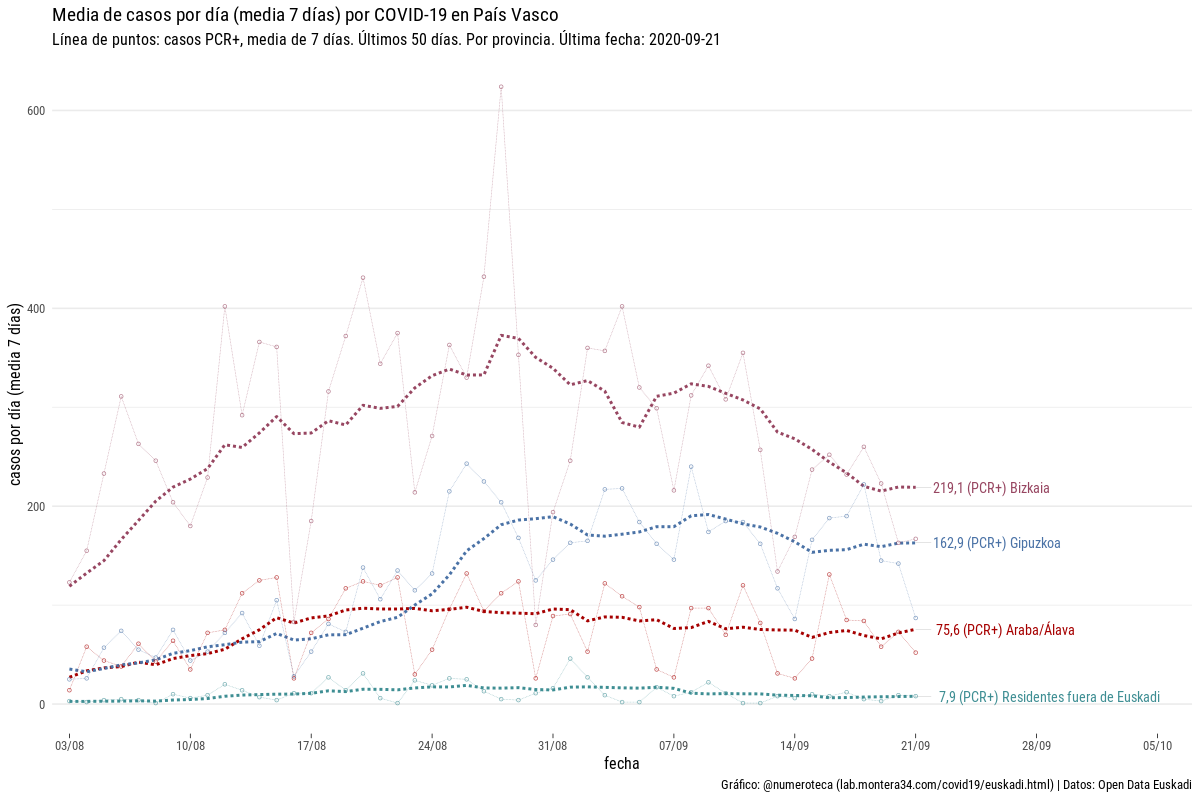 Media de casos por día (media 7 días) por COVID-19 en País Vasco
Línea de puntos: casos PCR+, media de 7 días. Últimos 50 días. Por provincia. Última fecha: 2020-09-21
casos por día (media 7 días)
600
400
200
0
219,1 (PCR+) Bizkaia
162,9 (PCR+) Gipuzkoa
75,6 (PCR+) Araba/Álava
7,9 (PCR+) Residentes fuera de Euskadi
03/08 10/08 17/08 24/08 31/08 07/09 14/09 21/09 28/09 05/10
fecha
Gráfico: @numeroteca (lab.montera34.com/covid19/euskadi.html) | Datos: Open Data Euskadi